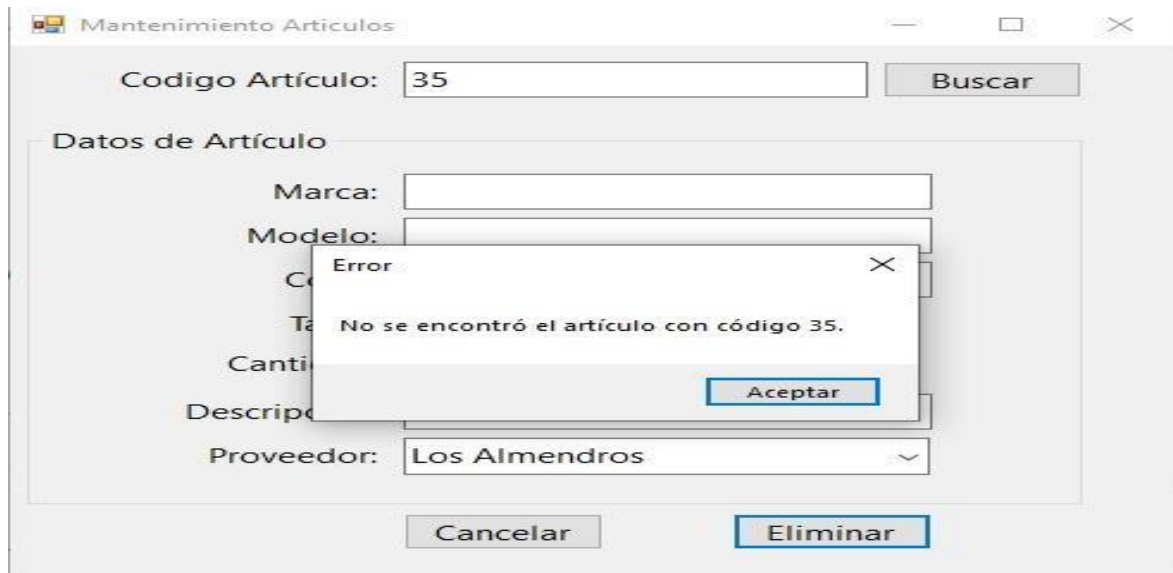 Mantenimiento Articulos
Codigo Artículo: 35 Buscar
Datos de Artículo
Marca:
Modelo:
Error
No se encontró el artículo con código 35.
Aceptar
Proveedor: Los Almendros
Cancelar Eliminar